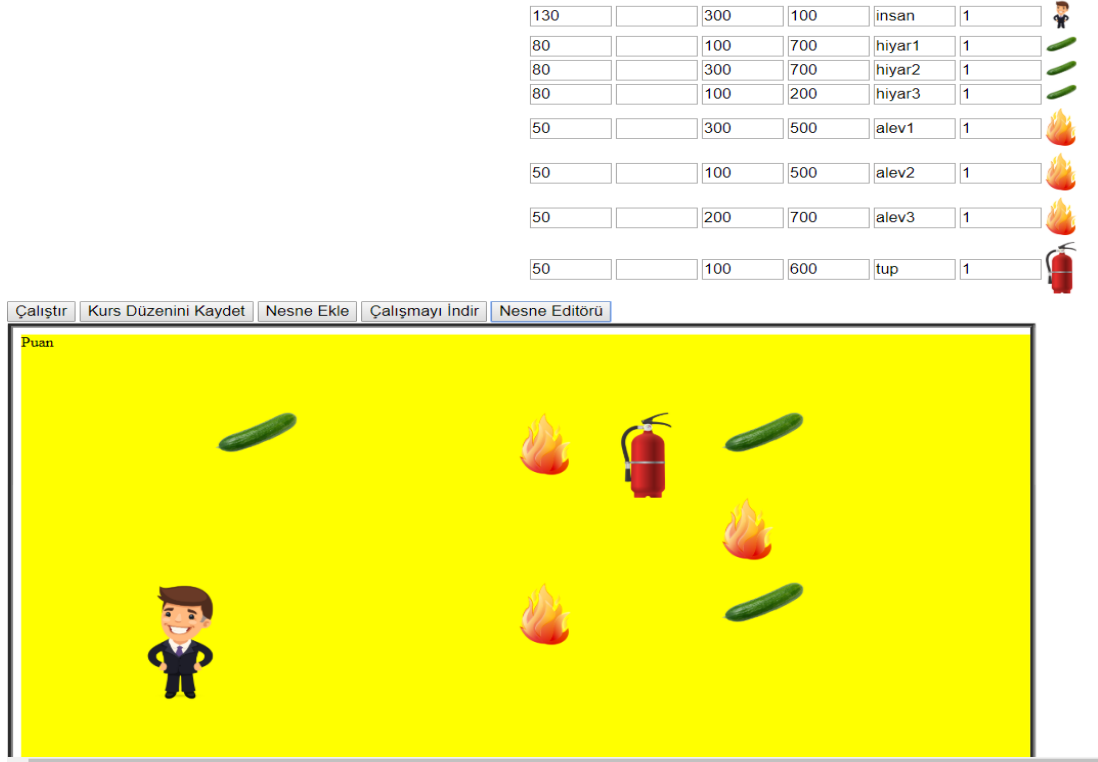 130 300 100 insan 1
80 100 700 hiyar1 1
80 300 700 hiyar2 1
80 100 200 hiyar3 1
50 300 500 alev1 1
50 100 500 alev2 1
50 200 700 alev3 1
50 100 600 tup 1
Çalıştır Kurs Düzenini Kaydet Nesne Ekle Çalışmayı İndir Nesne Editörü
Puan